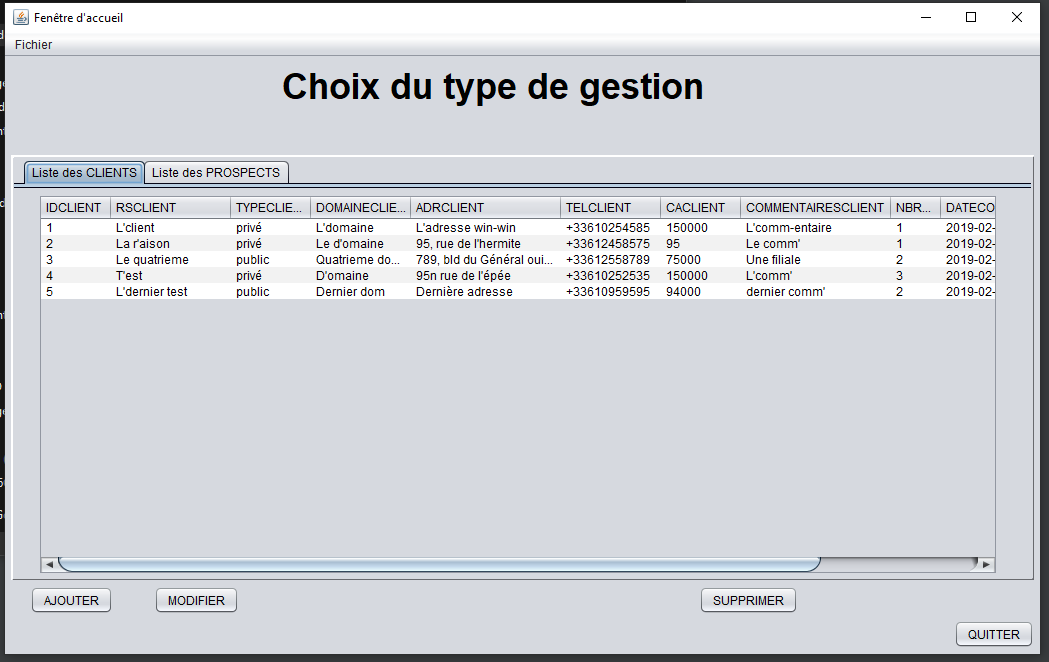 Fenêtre d'accueil
Fichier
Choix du type de gestion
Liste des CLIENTS Liste des PROSPECTS
IDCLIENT RSCLIENT TYPECLIE... DOMAINECLIE... ADRCLIENT TELCLIENT CACLIENT COMMENTAIRESCLIENT NBR... DATECO
1 L'client privé L'domaine L'adresse win-win +33610254585 150000 L'comm-entaire 1 2019-02-
2 La r'aison privé Le d'omaine 95, rue de l'hermite +33612458575 95 Le comm' 1 2019-02-
3 Le quatrieme public Quatrieme do... 789, bld du Général oui... +33612558789 75000 Une filiale 2 2019-02-
4 T'est privé D'omaine 95n rue de l'épée +33610252535 150000 L'comm' 3 2019-02-
5 L'dernier test public Dernier dom Dernière adresse +33610959595 94000 dernier comm' 2 2019-02-
AJOUTER MODIFIER SUPPRIMER
QUITTER